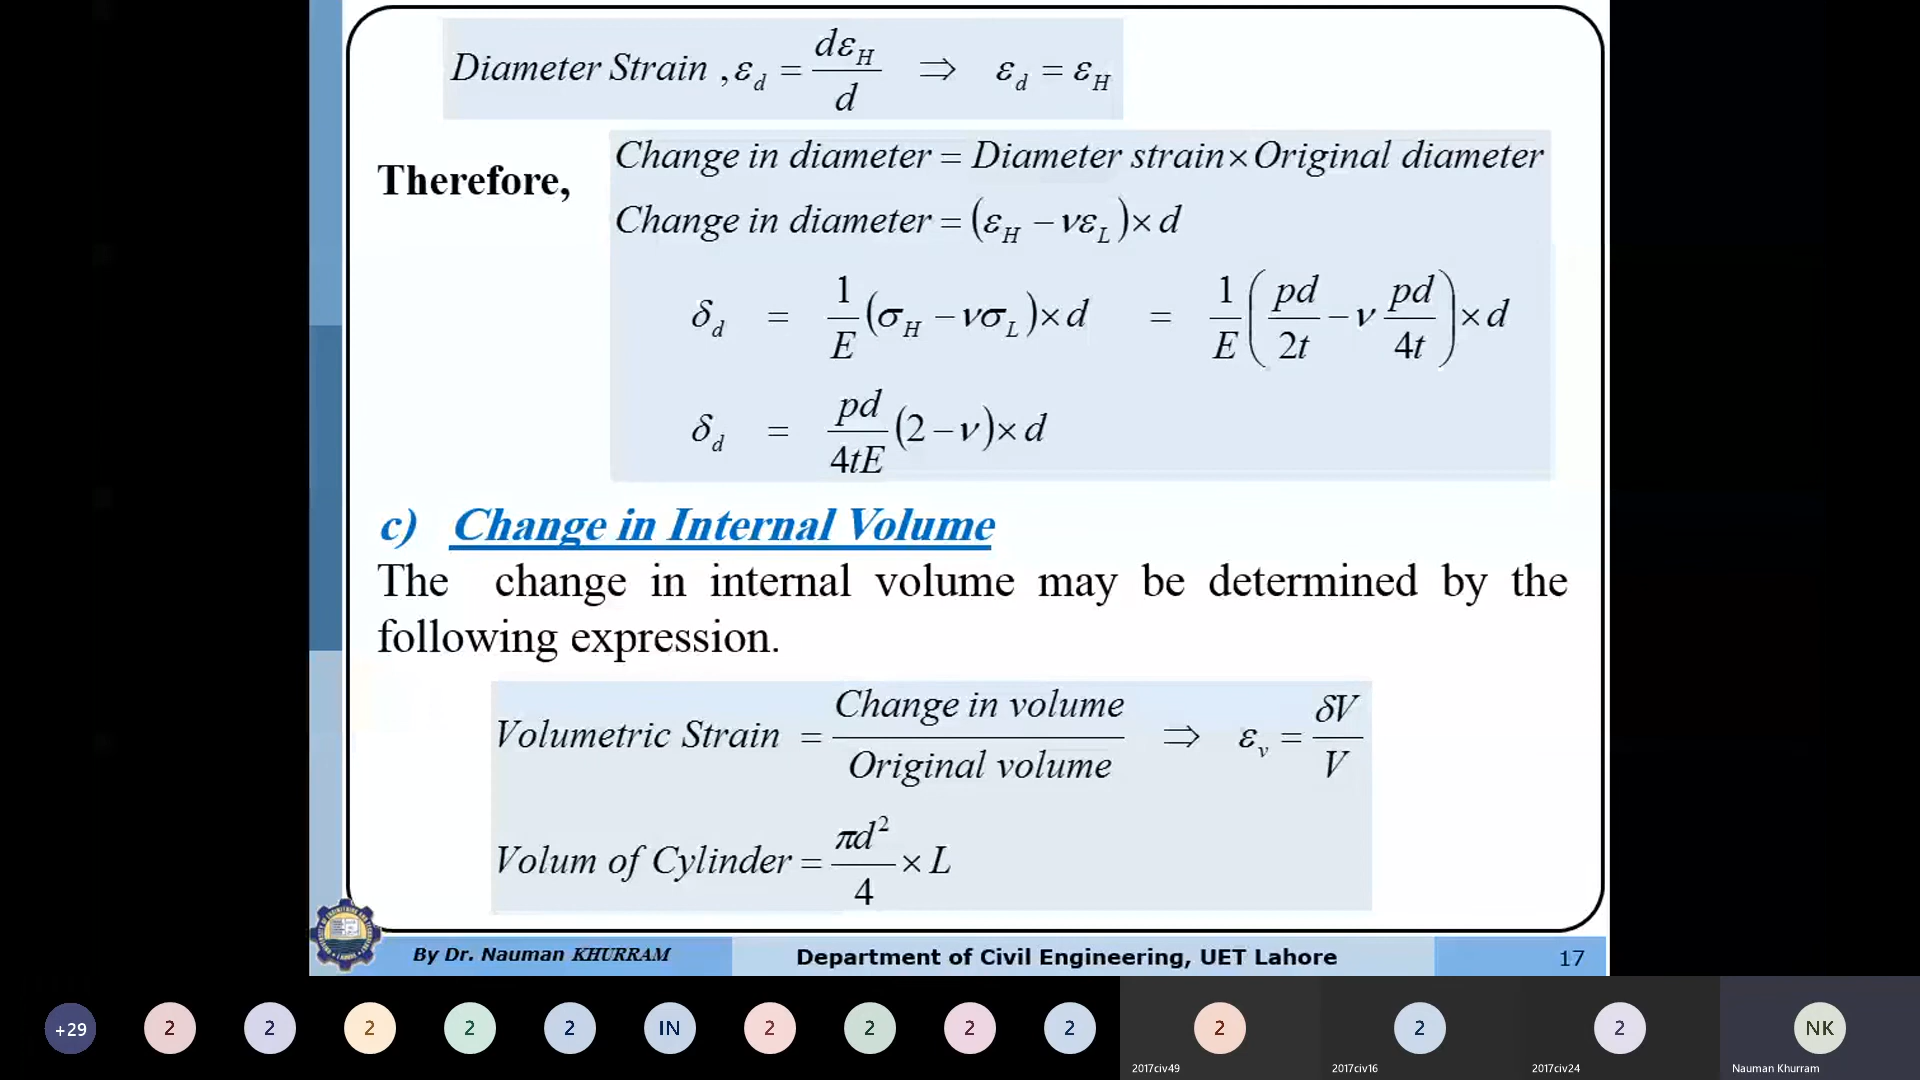 Diameter Strain , ε_d = dε_H / d ⇒ ε_d = ε_H
Therefore,
Change in diameter = Diameter strain × Original diameter
Change in diameter = (ε_H − νε_L) × d
δ_d = 1/E (σ_H − νσ_L) × d = 1/E (pd/2t − ν pd/4t) × d
δ_d = pd/4tE (2 − ν) × d
c) Change in Internal Volume
The change in internal volume may be determined by the
following expression.
Volumetric Strain = Change in volume / Original volume ⇒ ε_v = δV / V
Volum of Cylinder = πd²/4 × L
By Dr. Nauman KHURRAM
Department of Civil Engineering, UET Lahore
17
+29 2 2 2 2 2 IN 2 2 2 2 2 2 2 NK
2017civ49 2017civ16 2017civ24 Nauman Khurram